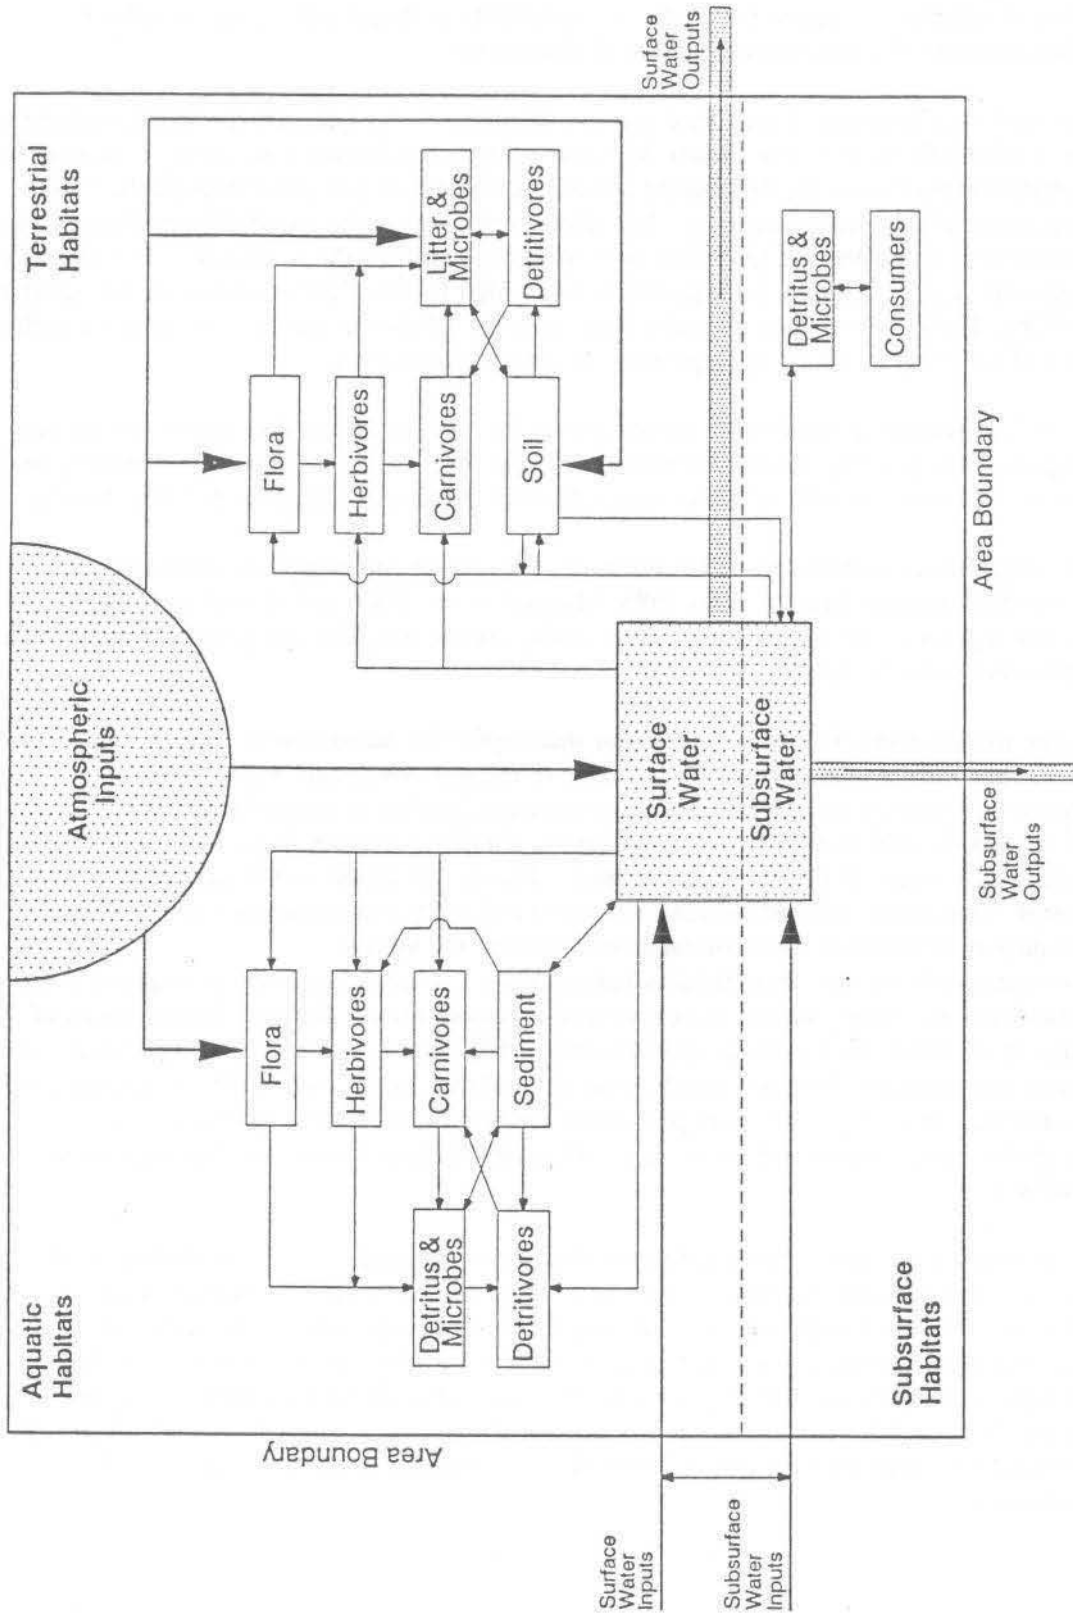 Aquatic
Habitats
Atmospheric
Inputs
Terrestrial
Habitats
Flora
Herbivores
Carnivores
Sediment
Detritus &
Microbes
Detritivores
Flora
Herbivores
Carnivores
Soil
Litter &
Microbes
Detritivores
Area Boundary
Surface
Water
Inputs
Subsurface
Water
Inputs
Surface
Water
Subsurface
Water
Surface
Water
Outputs
Detritus &
Microbes
Consumers
Subsurface
Habitats
Subsurface
Water
Outputs
Area Boundary